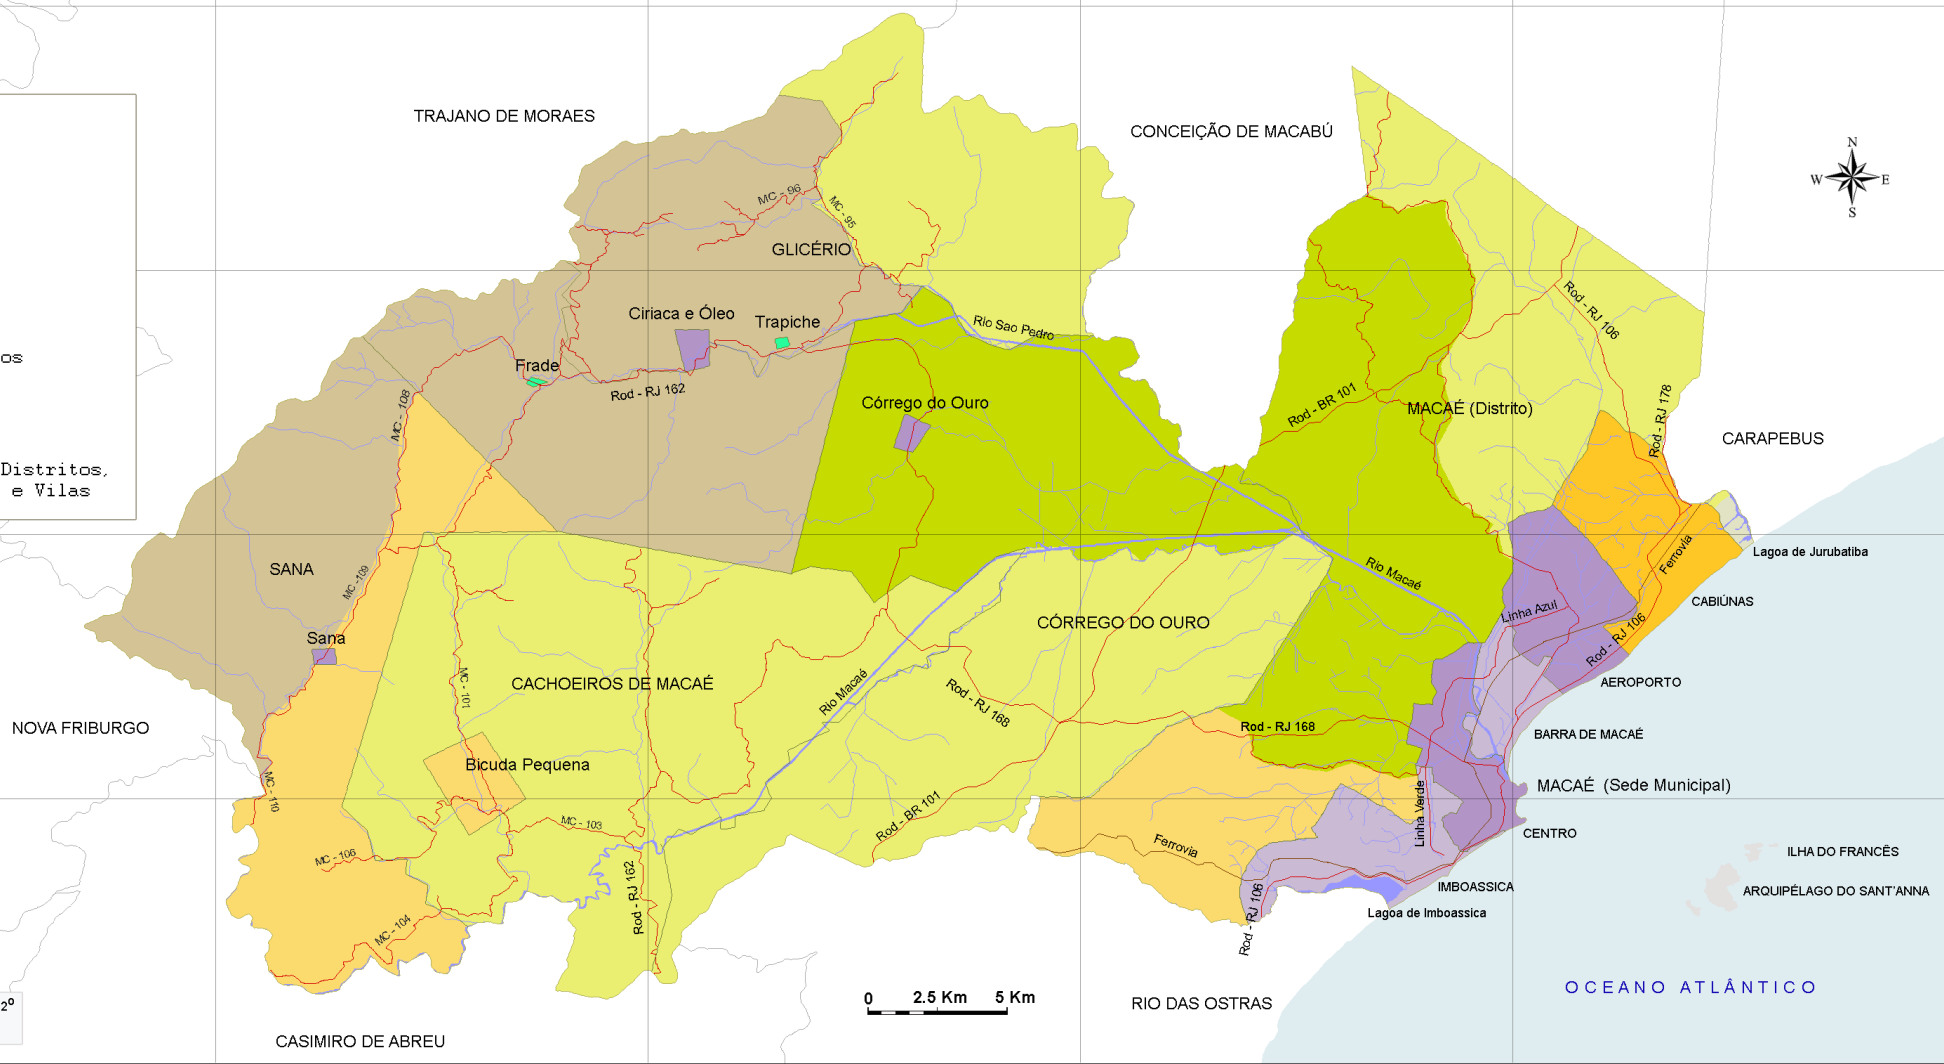 TRAJANO DE MORAES
CONCEIÇÃO DE MACABÚ
N
W
E
S
MC - 96
MC - 95
GLICÉRIO
Ciriaca e Óleo
Trapiche
Rio Sao Pedro
Rod - RJ 106
os
Frade
Rod - RJ 162
MC - 108
Córrego do Ouro
Rod - BR 101
MACAÉ (Distrito)
Rod - RJ 178
CARAPEBUS
Distritos,
e Vilas
SANA
MC -109
Ferrovia
Lagoa de Jurubatiba
Rio Macaé
CABIÚNAS
Linha Azul
CÓRREGO DO OURO
Rod - RJ 106
Sana
MC - 101
CACHOEIROS DE MACAÉ
Rio Macaé
Rod - RJ 168
AEROPORTO
NOVA FRIBURGO
Rod - RJ 168
BARRA DE MACAÉ
Bicuda Pequena
MC - 110
MACAÉ (Sede Municipal)
Linha Verde
MC - 103
Rod - BR 101
CENTRO
Ferrovia
MC - 106
ILHA DO FRANCÊS
IMBOASSICA
ARQUIPÉLAGO DO SANT'ANNA
Rod - RJ 162
Rod - RJ 106
Lagoa de Imboassica
MC - 104
OCEANO ATLÂNTICO
0 2.5 Km 5 Km
RIO DAS OSTRAS
2º
CASIMIRO DE ABREU